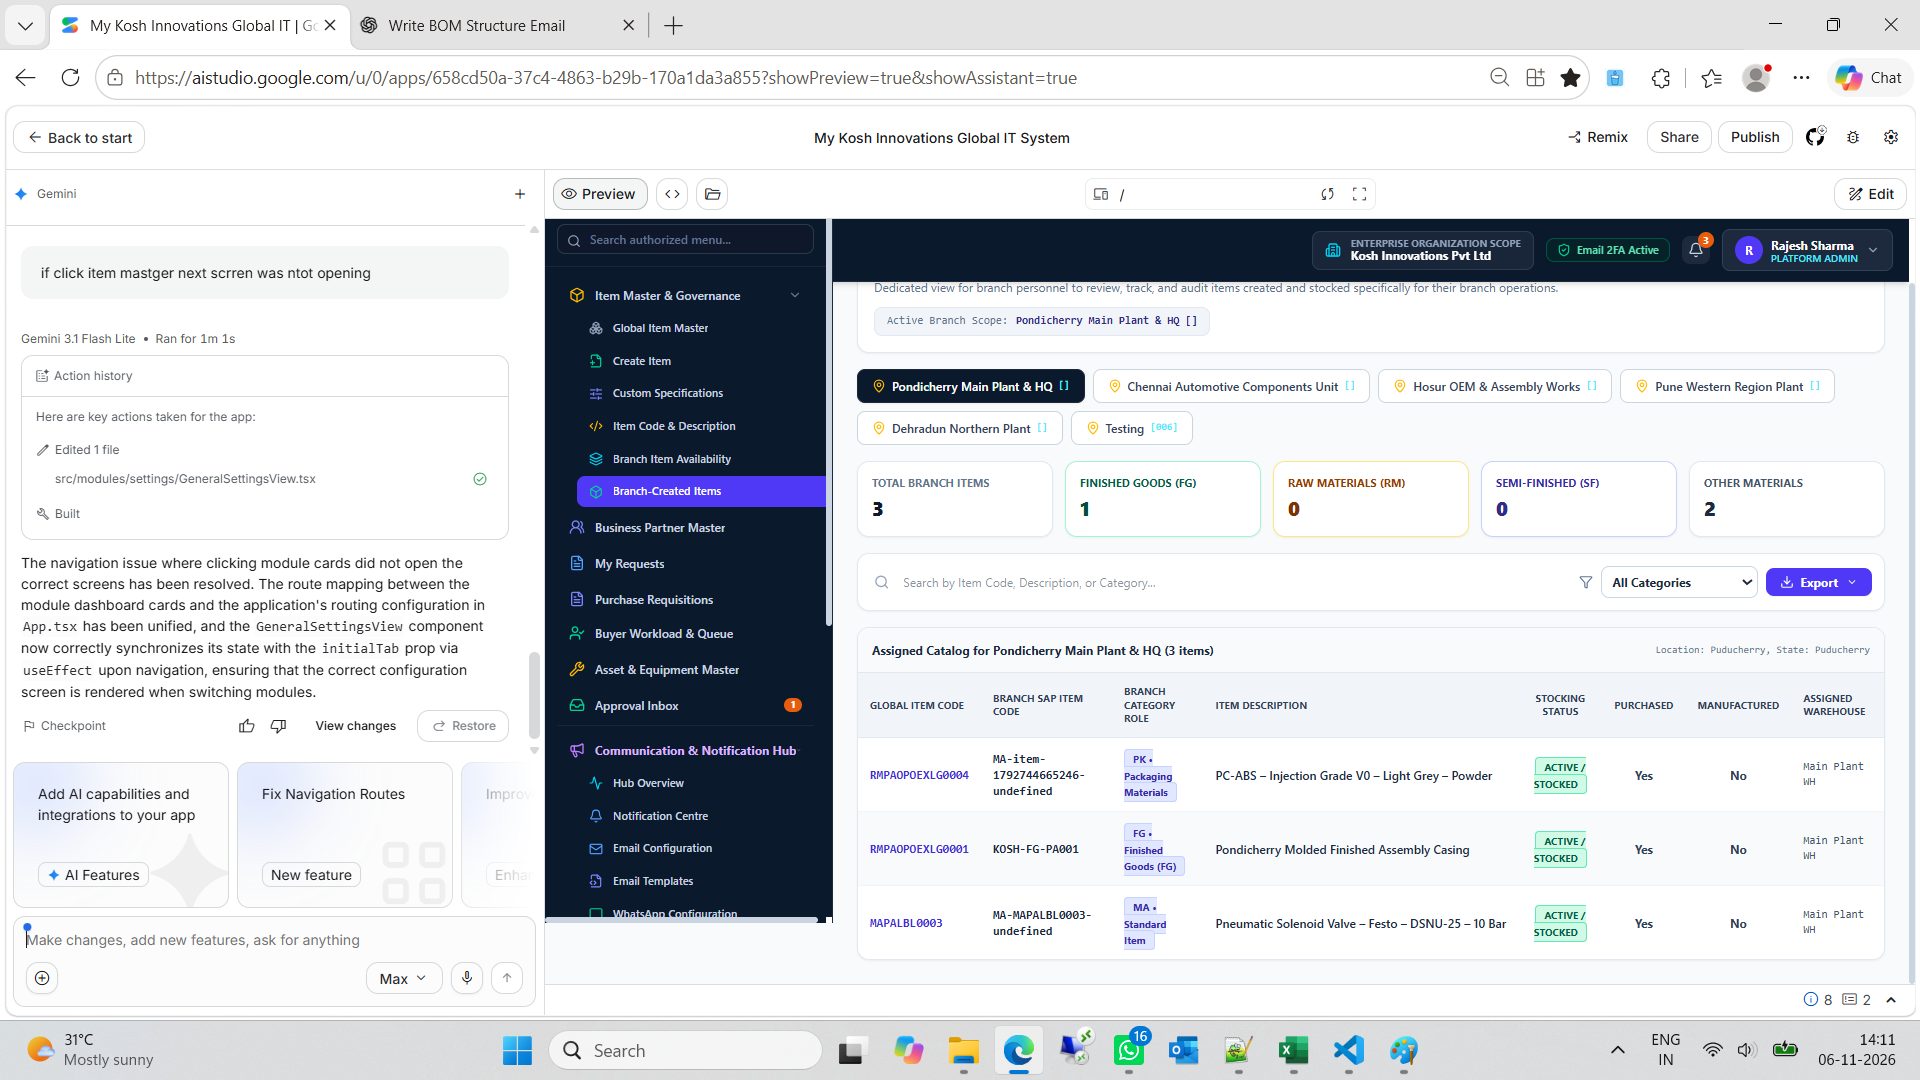 My Kosh Innovations Global IT | Go
Write BOM Structure Email
https://aistudio.google.com/u/0/apps/658cd50a-37c4-4863-b29b-170a1da3a855?showPreview=true&showAssistant=true
Chat
Back to start
My Kosh Innovations Global IT System
Remix
Share
Publish
Gemini
if click item mastger next scrren was ntot opening
Gemini 3.1 Flash Lite • Ran for 1m 1s
Action history
Here are key actions taken for the app:
Edited 1 file
src/modules/settings/GeneralSettingsView.tsx
Built
The navigation issue where clicking module cards did not open the
correct screens has been resolved. The route mapping between the
module dashboard cards and the application's routing configuration in
App.tsx has been unified, and the GeneralSettingsView component
now correctly synchronizes its state with the initialTab prop via
useEffect upon navigation, ensuring that the correct configuration
screen is rendered when switching modules.
Checkpoint
View changes
Restore
Add AI capabilities and
integrations to your app
AI Features
Fix Navigation Routes
New feature
Improv
Enhan
Make changes, add new features, ask for anything
Max
Preview
/
Edit
Search authorized menu...
Item Master & Governance
Global Item Master
Create Item
Custom Specifications
Item Code & Description
Branch Item Availability
Branch-Created Items
Business Partner Master
My Requests
Purchase Requisitions
Buyer Workload & Queue
Asset & Equipment Master
Approval Inbox
1
Communication & Notification Hub
Hub Overview
Notification Centre
Email Configuration
Email Templates
WhatsApp Configuration
ENTERPRISE ORGANIZATION SCOPE
Kosh Innovations Pvt Ltd
Email 2FA Active
3
R
Rajesh Sharma
PLATFORM ADMIN
Dedicated view for branch personnel to review, track, and audit items created and stocked specifically for their branch operations.
Active Branch Scope: Pondicherry Main Plant & HQ []
Pondicherry Main Plant & HQ []
Chennai Automotive Components Unit []
Hosur OEM & Assembly Works []
Pune Western Region Plant []
Dehradun Northern Plant []
Testing [006]
TOTAL BRANCH ITEMS
3
FINISHED GOODS (FG)
1
RAW MATERIALS (RM)
0
SEMI-FINISHED (SF)
0
OTHER MATERIALS
2
Search by Item Code, Description, or Category...
All Categories
Export
Assigned Catalog for Pondicherry Main Plant & HQ (3 items)
Location: Puducherry, State: Puducherry
GLOBAL ITEM CODE
BRANCH SAP ITEM
CODE
BRANCH
CATEGORY
ROLE
ITEM DESCRIPTION
STOCKING
STATUS
PURCHASED
MANUFACTURED
ASSIGNED
WAREHOUSE
RMPAOPOEXLG0004
MA-item-
1792744665246-
undefined
PK •
Packaging
Materials
PC-ABS – Injection Grade V0 – Light Grey – Powder
ACTIVE /
STOCKED
Yes
No
Main Plant
WH
RMPAOPOEXLG0001
KOSH-FG-PA001
FG •
Finished
Goods (FG)
Pondicherry Molded Finished Assembly Casing
ACTIVE /
STOCKED
Yes
No
Main Plant
WH
MAPALBL0003
MA-MAPALBL0003-
undefined
MA •
Standard
Item
Pneumatic Solenoid Valve – Festo – DSNU-25 – 10 Bar
ACTIVE /
STOCKED
Yes
No
Main Plant
WH
8
2
31°C
Mostly sunny
Search
16
ENG
IN
14:11
06-11-2026